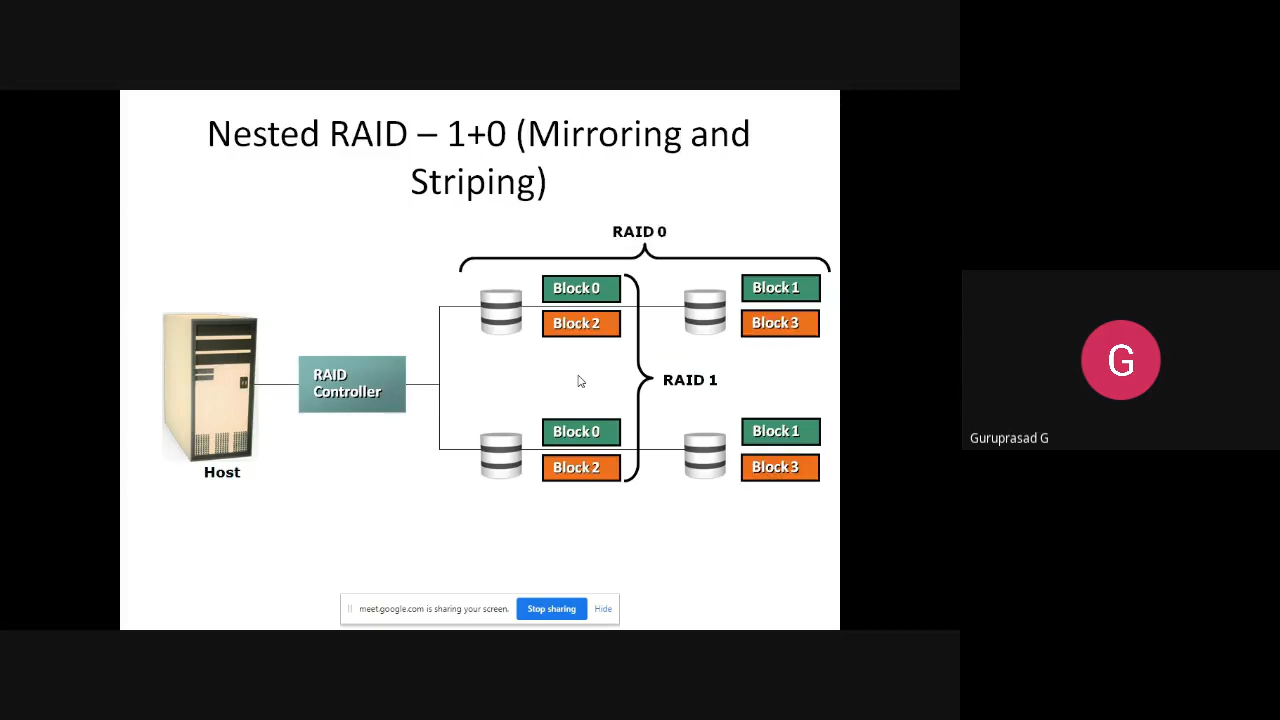 Nested RAID – 1+0 (Mirroring and
Striping)
RAID 0
Block 0
Block 1
Block 2
Block 3
RAID
Controller
RAID 1
Block 0
Block 1
Block 2
Block 3
Host
G
Guruprasad G
meet.google.com is sharing your screen.
Stop sharing
Hide